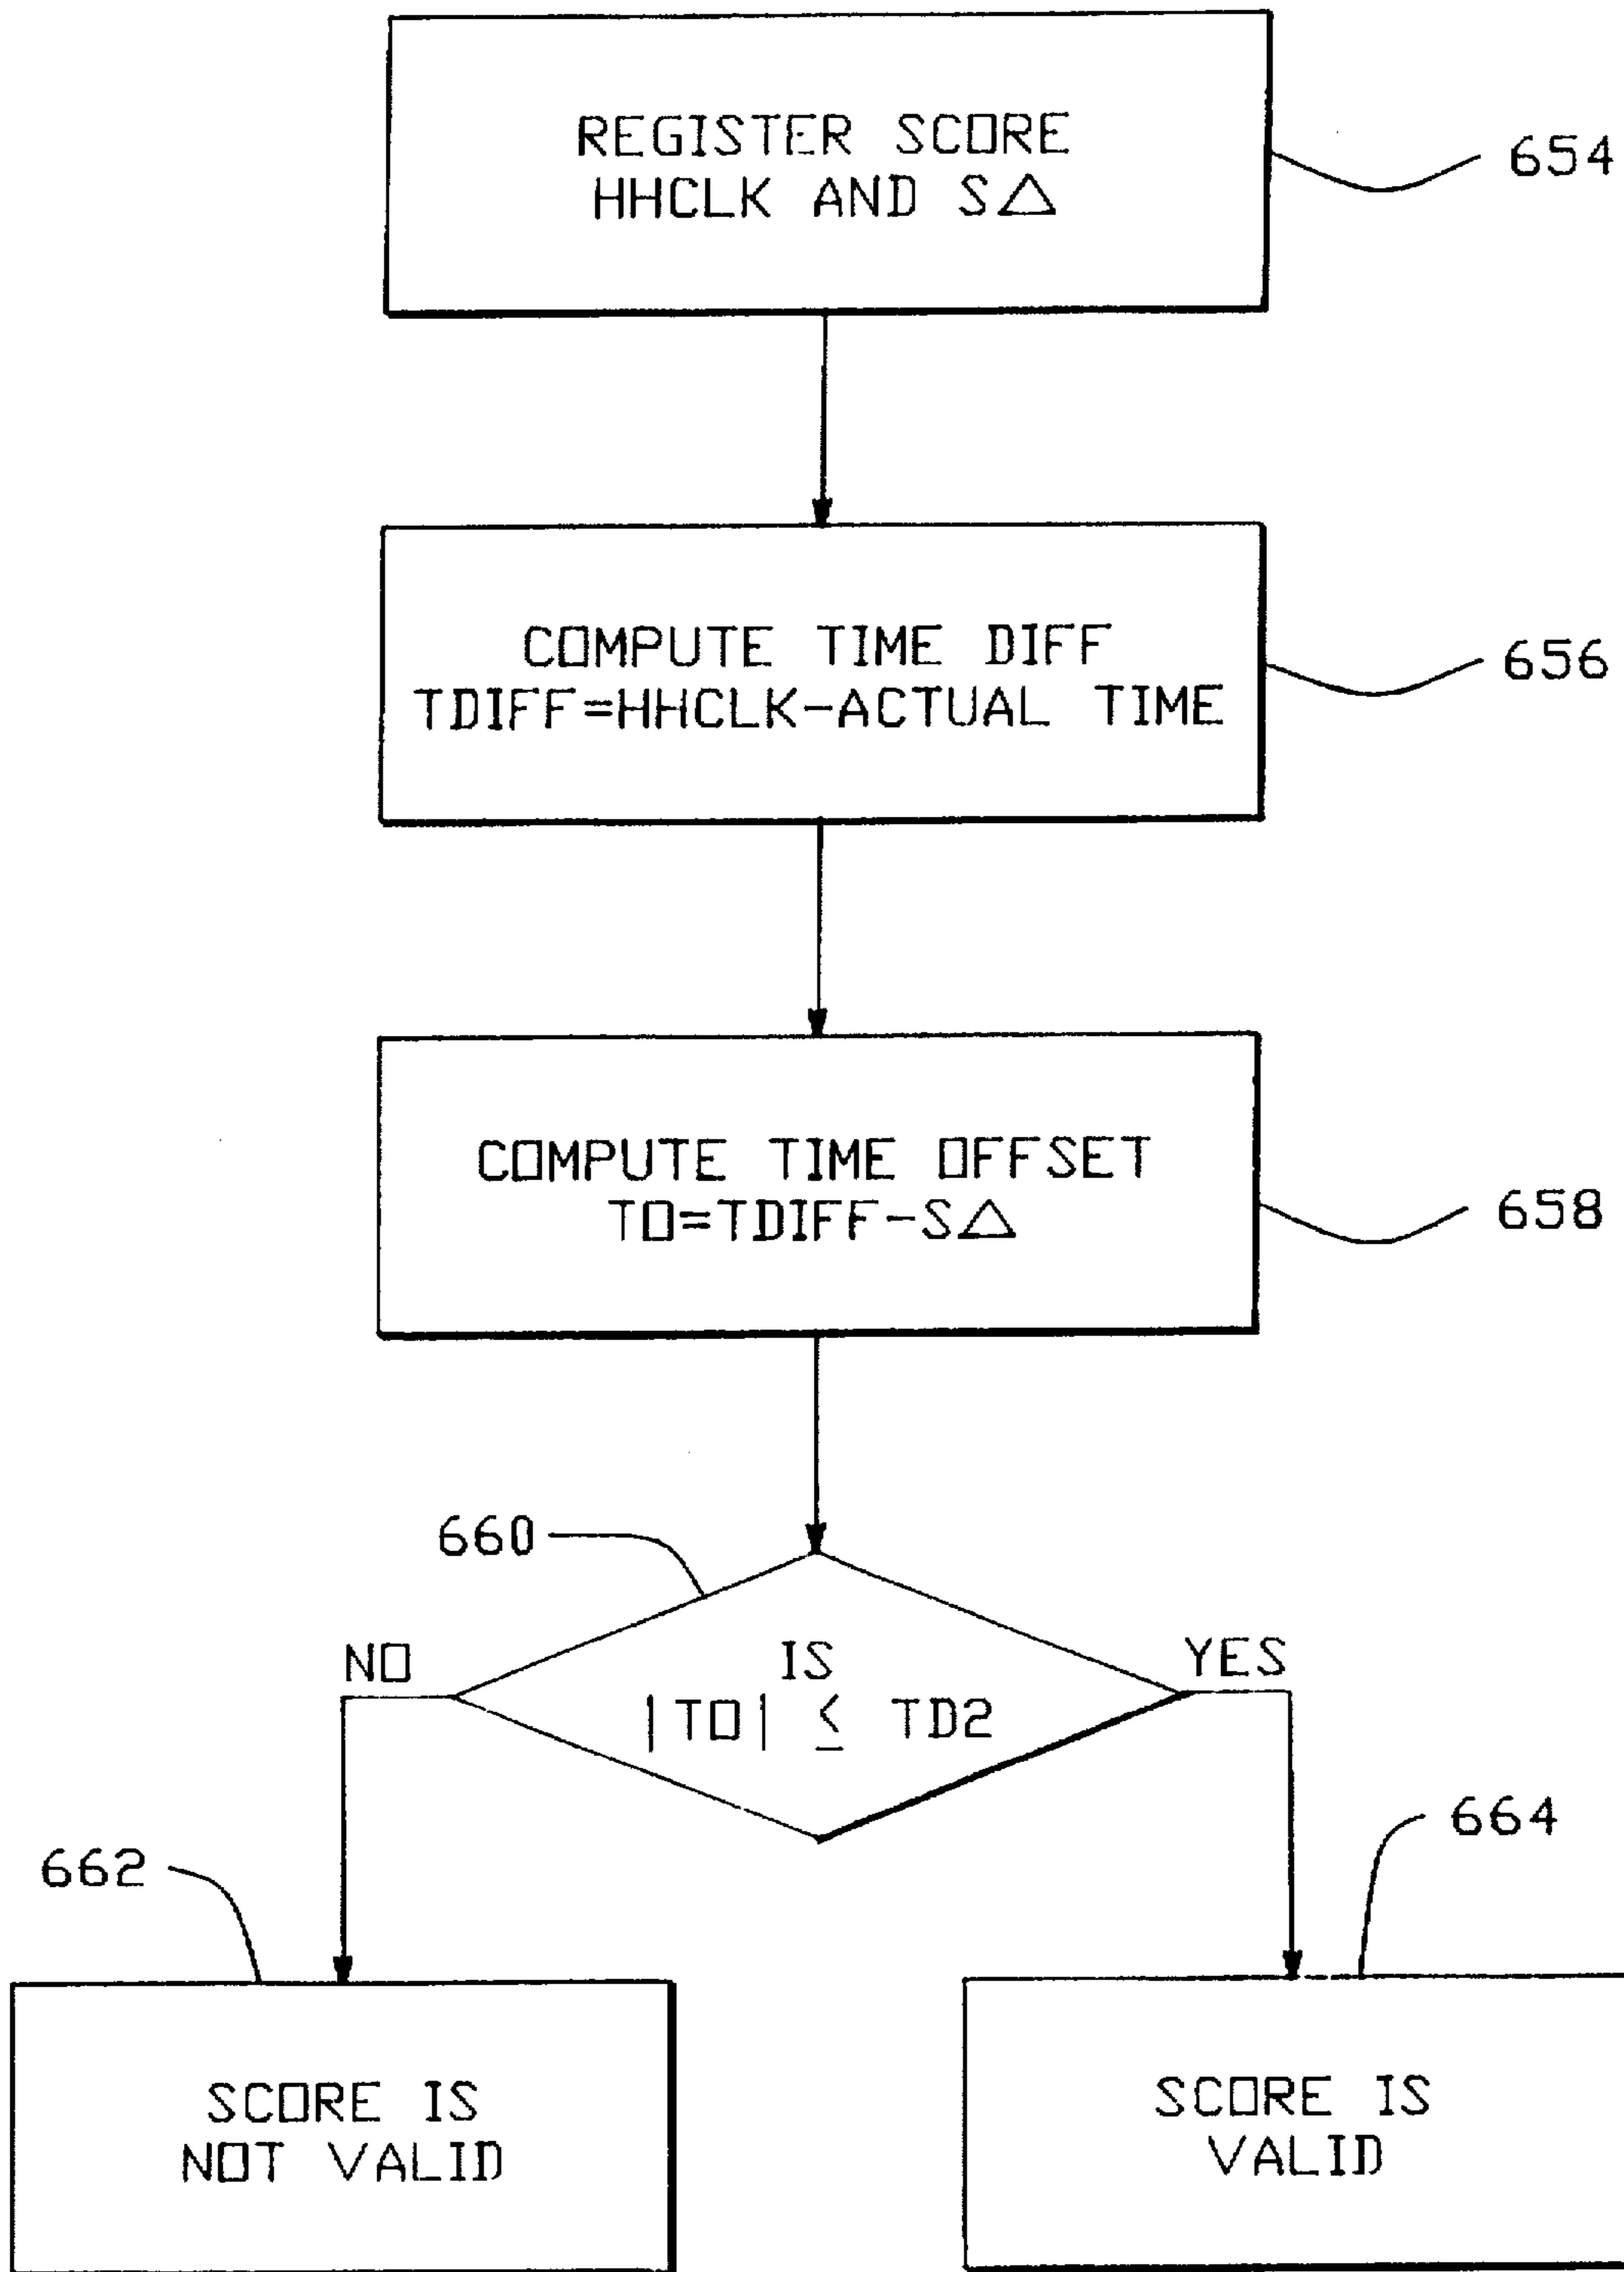 REGISTER SCORE
HHCLK AND S△
654
COMPUTE TIME DIFF
TDIFF=HHCLK-ACTUAL TIME
656
COMPUTE TIME OFFSET
TO=TDIFF-S△
658
660
NO
IS
|TO| ≤ TD2
YES
662
664
SCORE IS
NOT VALID
SCORE IS
VALID